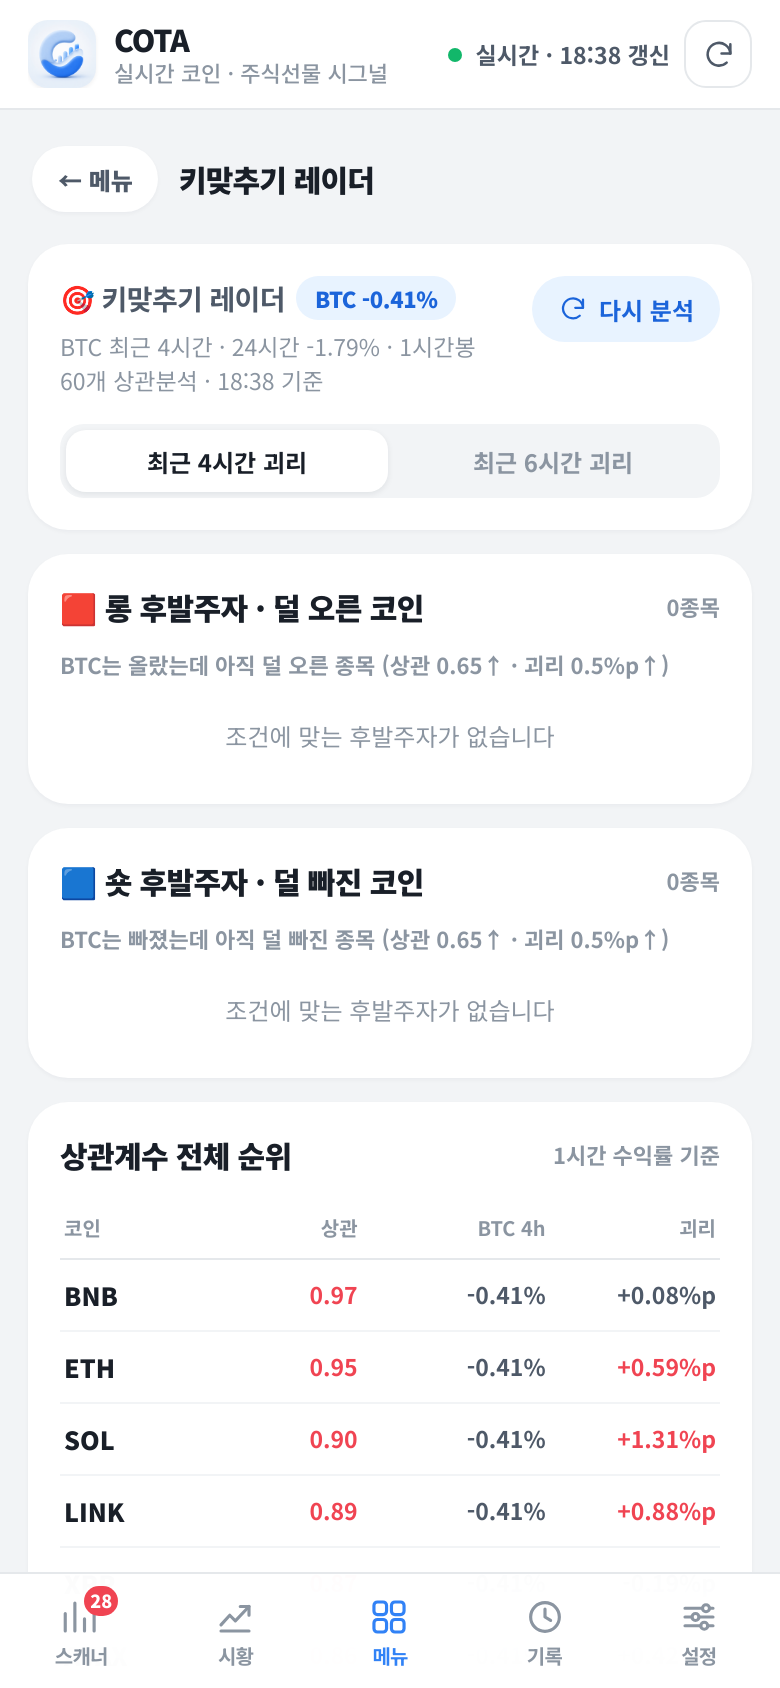 COTA
실시간 코인 · 주식선물 시그널
실시간 · 18:38 갱신
← 메뉴
키맞추기 레이더
키맞추기 레이더
BTC -0.41%
다시 분석
BTC 최근 4시간 · 24시간 -1.79% · 1시간봉
60개 상관분석 · 18:38 기준
최근 4시간 괴리
최근 6시간 괴리
롱 후발주자 · 덜 오른 코인
0종목
BTC는 올랐는데 아직 덜 오른 종목 (상관 0.65↑ · 괴리 0.5%p↑)
조건에 맞는 후발주자가 없습니다
숏 후발주자 · 덜 빠진 코인
0종목
BTC는 빠졌는데 아직 덜 빠진 종목 (상관 0.65↑ · 괴리 0.5%p↑)
조건에 맞는 후발주자가 없습니다
상관계수 전체 순위
1시간 수익률 기준
코인 상관 BTC 4h 괴리
BNB 0.97 -0.41% +0.08%p
ETH 0.95 -0.41% +0.59%p
SOL 0.90 -0.41% +1.31%p
LINK 0.89 -0.41% +0.88%p
28
스캐너
시황
메뉴
기록
설정